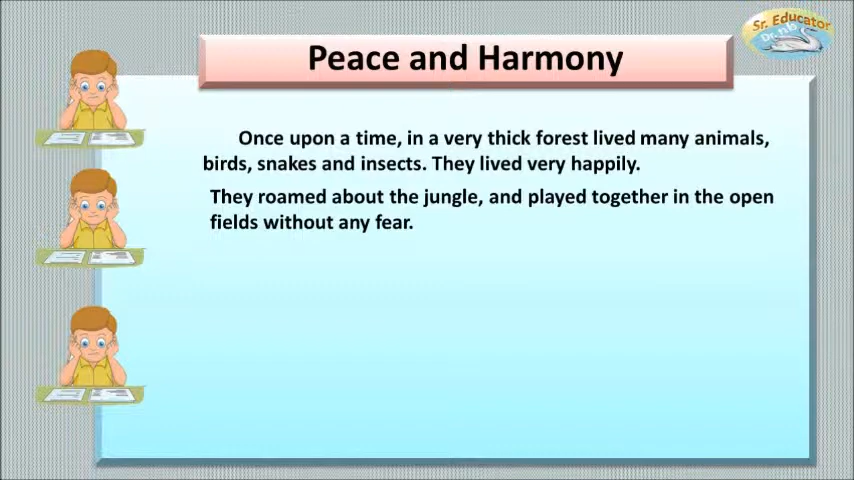 Sr. Educator
Dr. nb
Peace and Harmony
Once upon a time, in a very thick forest lived many animals,
birds, snakes and insects. They lived very happily.
They roamed about the jungle, and played together in the open
fields without any fear.